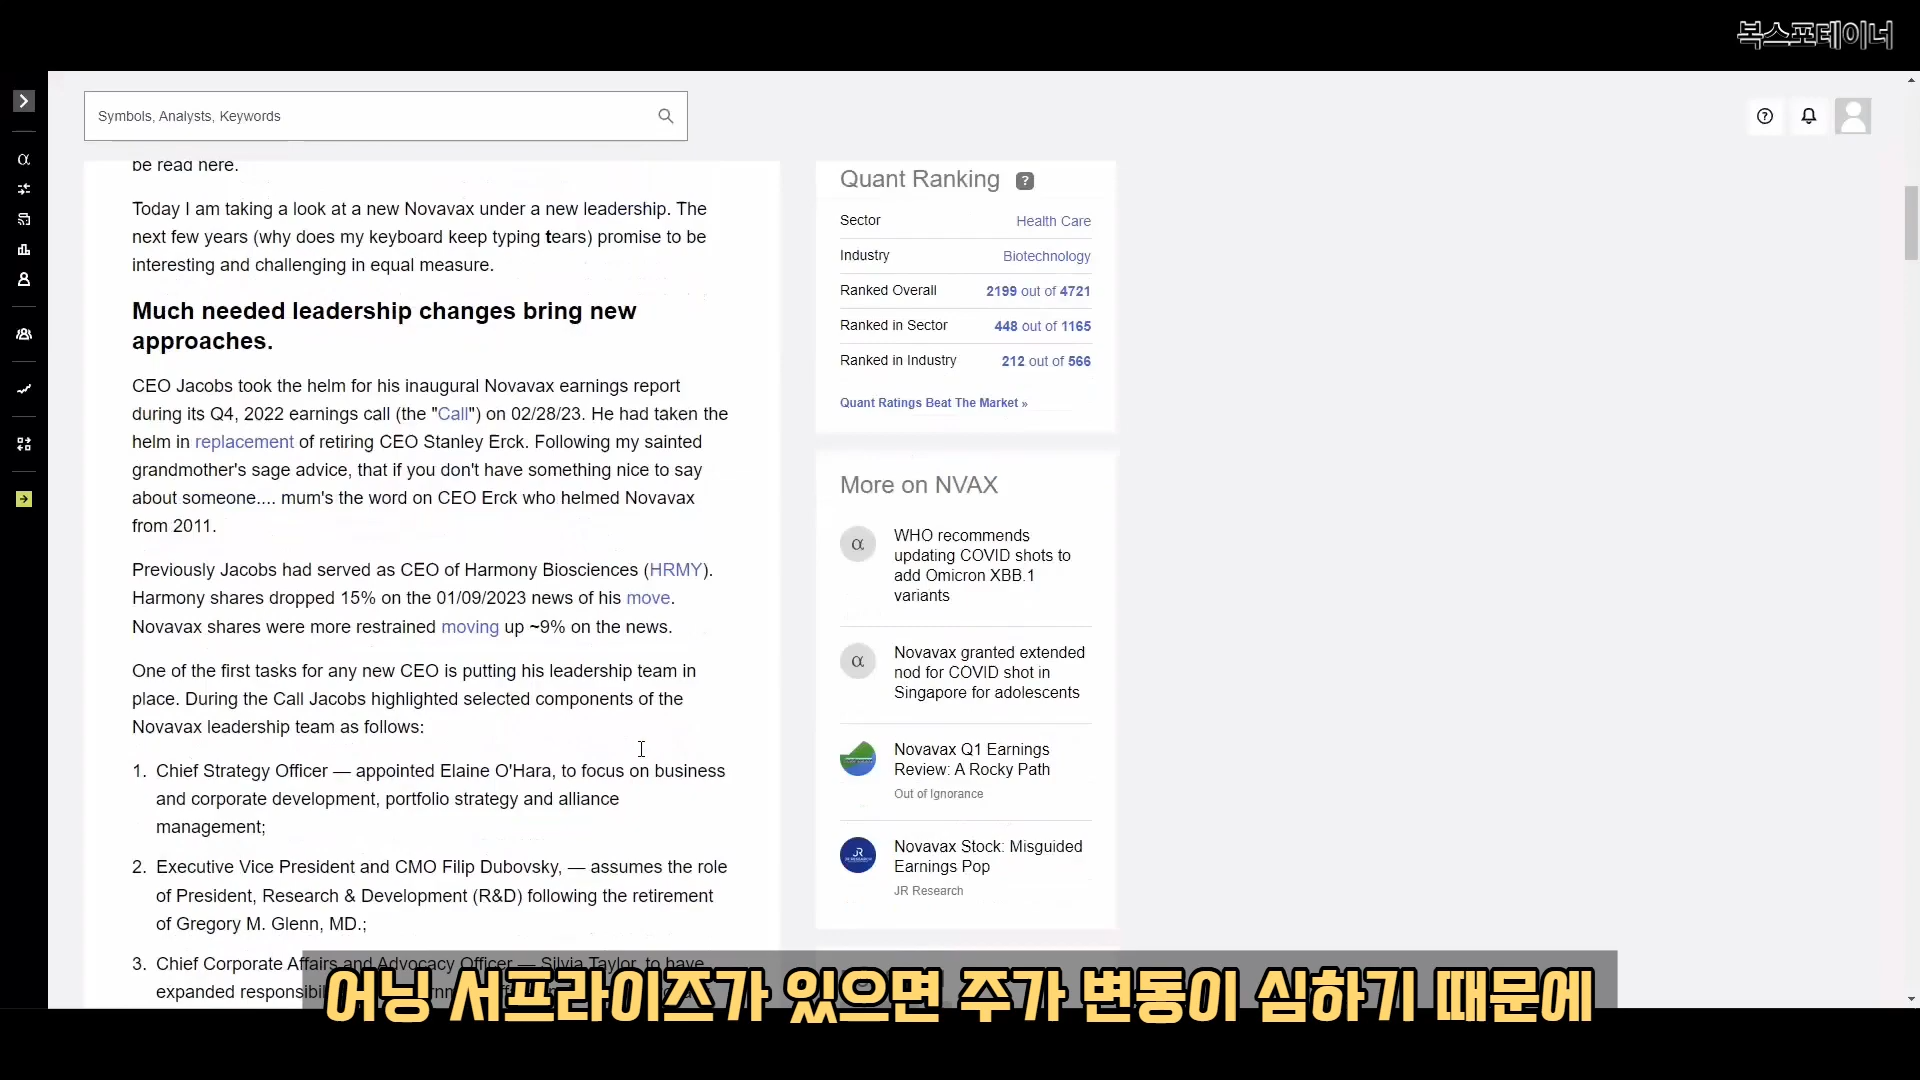 복스포테이너
Symbols, Analysts, Keywords
be read here.
Today I am taking a look at a new Novavax under a new leadership. The
next few years (why does my keyboard keep typing tears) promise to be
interesting and challenging in equal measure.
Much needed leadership changes bring new
approaches.
CEO Jacobs took the helm for his inaugural Novavax earnings report
during its Q4, 2022 earnings call (the "Call") on 02/28/23. He had taken the
helm in replacement of retiring CEO Stanley Erck. Following my sainted
grandmother's sage advice, that if you don't have something nice to say
about someone.... mum's the word on CEO Erck who helmed Novavax
from 2011.
Previously Jacobs had served as CEO of Harmony Biosciences (HRMY).
Harmony shares dropped 15% on the 01/09/2023 news of his move.
Novavax shares were more restrained moving up ~9% on the news.
One of the first tasks for any new CEO is putting his leadership team in
place. During the Call Jacobs highlighted selected components of the
Novavax leadership team as follows:
1. Chief Strategy Officer — appointed Elaine O'Hara, to focus on business
and corporate development, portfolio strategy and alliance
management;
2. Executive Vice President and CMO Filip Dubovsky, — assumes the role
of President, Research & Development (R&D) following the retirement
of Gregory M. Glenn, MD.;
3. Chief Corporate Affairs and Advocacy Officer — Silvia Taylor, to have
expanded
Quant Ranking ?
Sector Health Care
Industry Biotechnology
Ranked Overall 2199 out of 4721
Ranked in Sector 448 out of 1165
Ranked in Industry 212 out of 566
Quant Ratings Beat The Market »
More on NVAX
α WHO recommends
updating COVID shots to
add Omicron XBB.1
variants
α Novavax granted extended
nod for COVID shot in
Singapore for adolescents
Novavax Q1 Earnings
Review: A Rocky Path
Out of Ignorance
Novavax Stock: Misguided
Earnings Pop
JR Research
어닝 서프라이즈가 있으면 주가 변동이 심하기 때문에